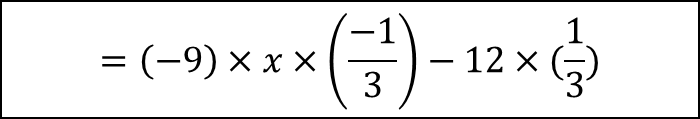 = (−9) × x × (−1/3) − 12 × (1/3)